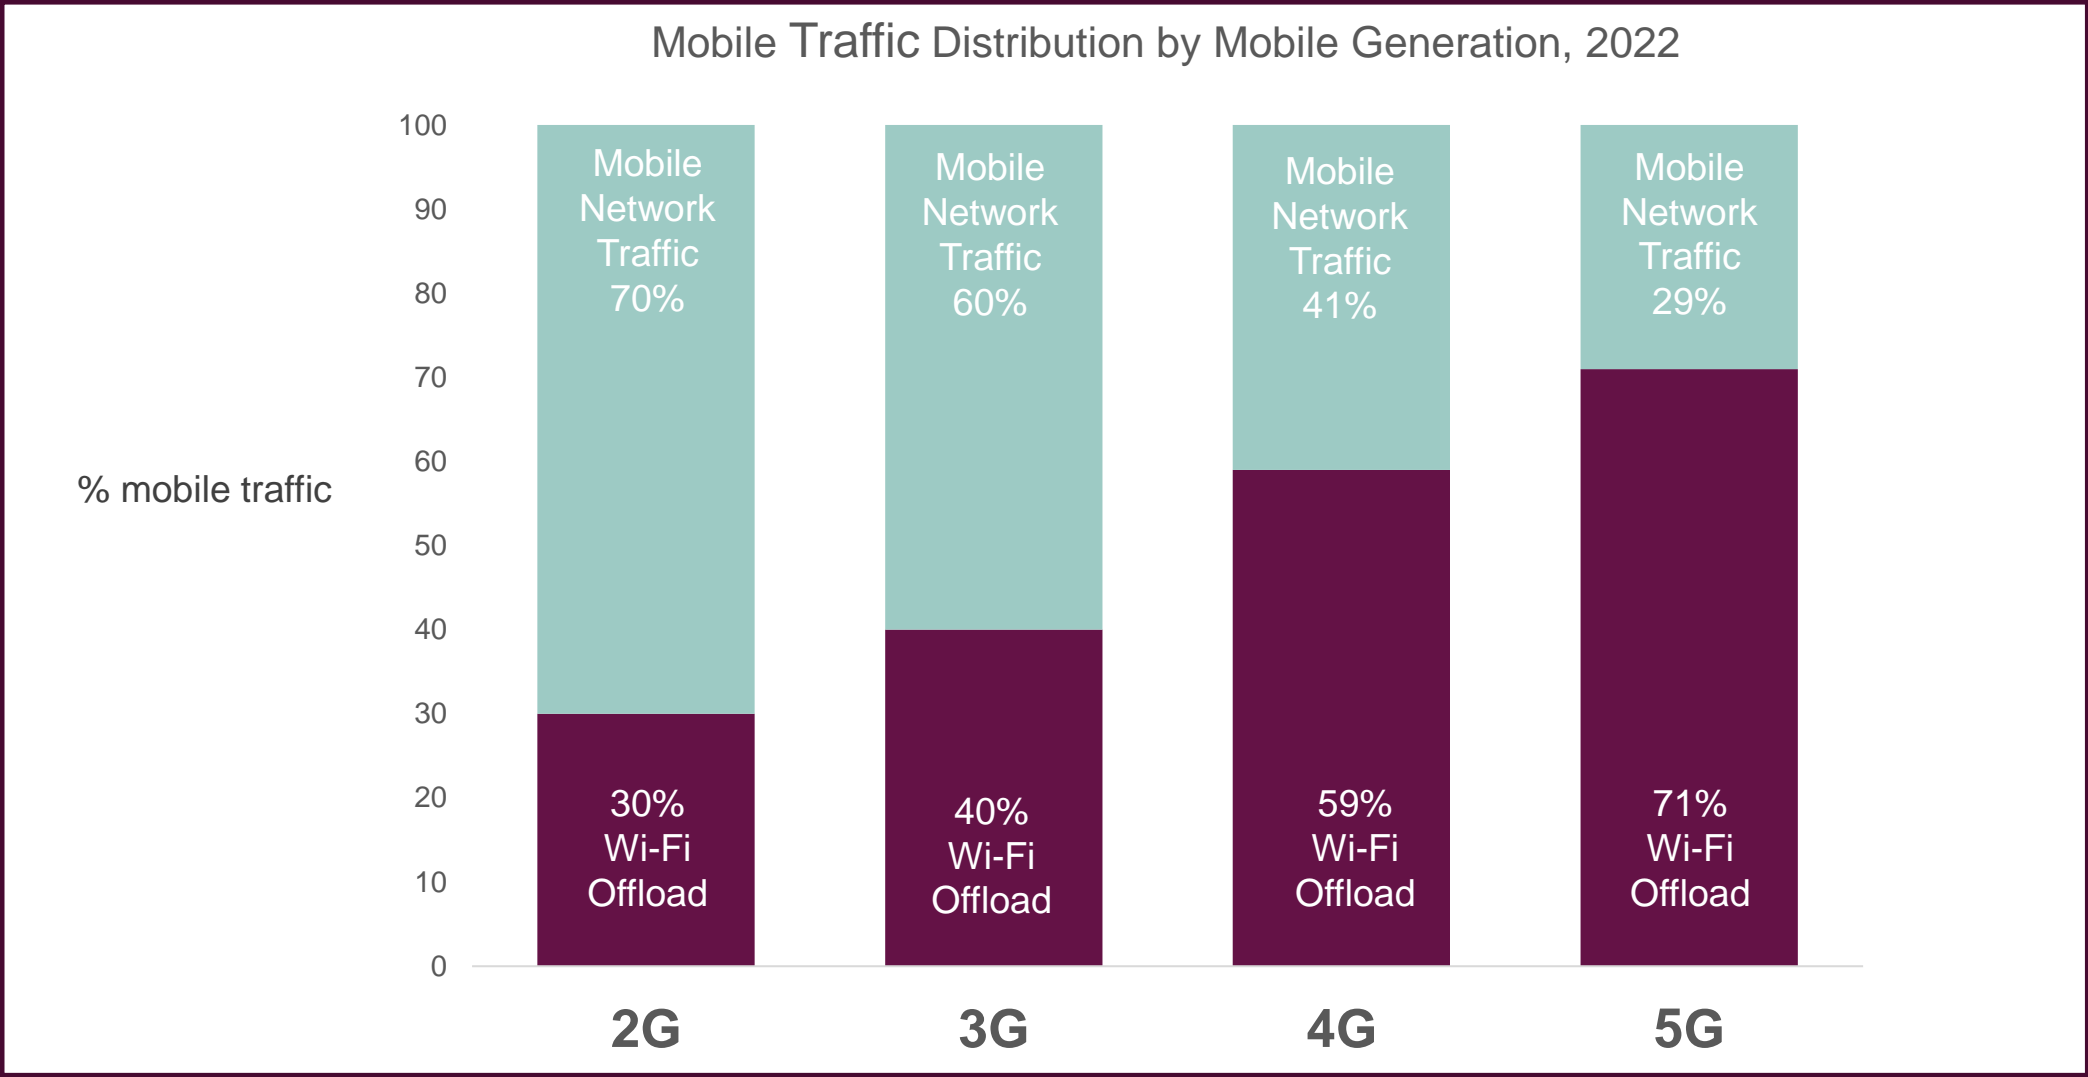 Mobile Traffic Distribution by Mobile Generation, 2022
% mobile traffic
100
90
80
70
60
50
40
30
20
10
0
Mobile
Network
Traffic
70%
30%
Wi-Fi
Offload
2G
Mobile
Network
Traffic
60%
40%
Wi-Fi
Offload
3G
Mobile
Network
Traffic
41%
59%
Wi-Fi
Offload
4G
Mobile
Network
Traffic
29%
71%
Wi-Fi
Offload
5G